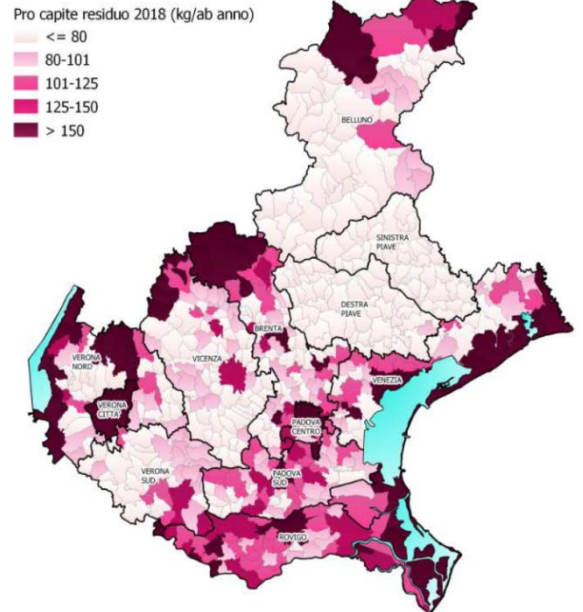 Pro capite residuo 2018 (kg/ab anno)
<= 80
80-101
101-125
125-150
> 150
BELLUNO
SINISTRA
PIAVE
DESTRA
PIAVE
BRENTA
VICENZA
VERONA
NORD
VENEZIA
VERONA
CITTA'
PADOVA
CENTRO
VERONA
SUD
PADOVA
SUD
ROVIGO